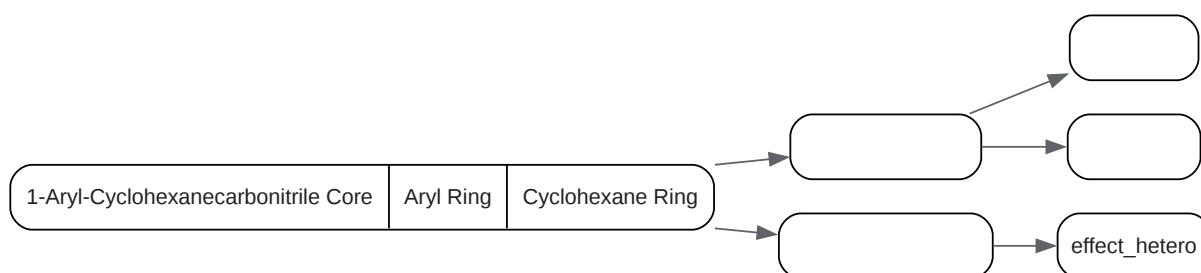 1-Aryl-Cyclohexanecarbonitrile Core
Aryl Ring
Cyclohexane Ring
effect_hetero